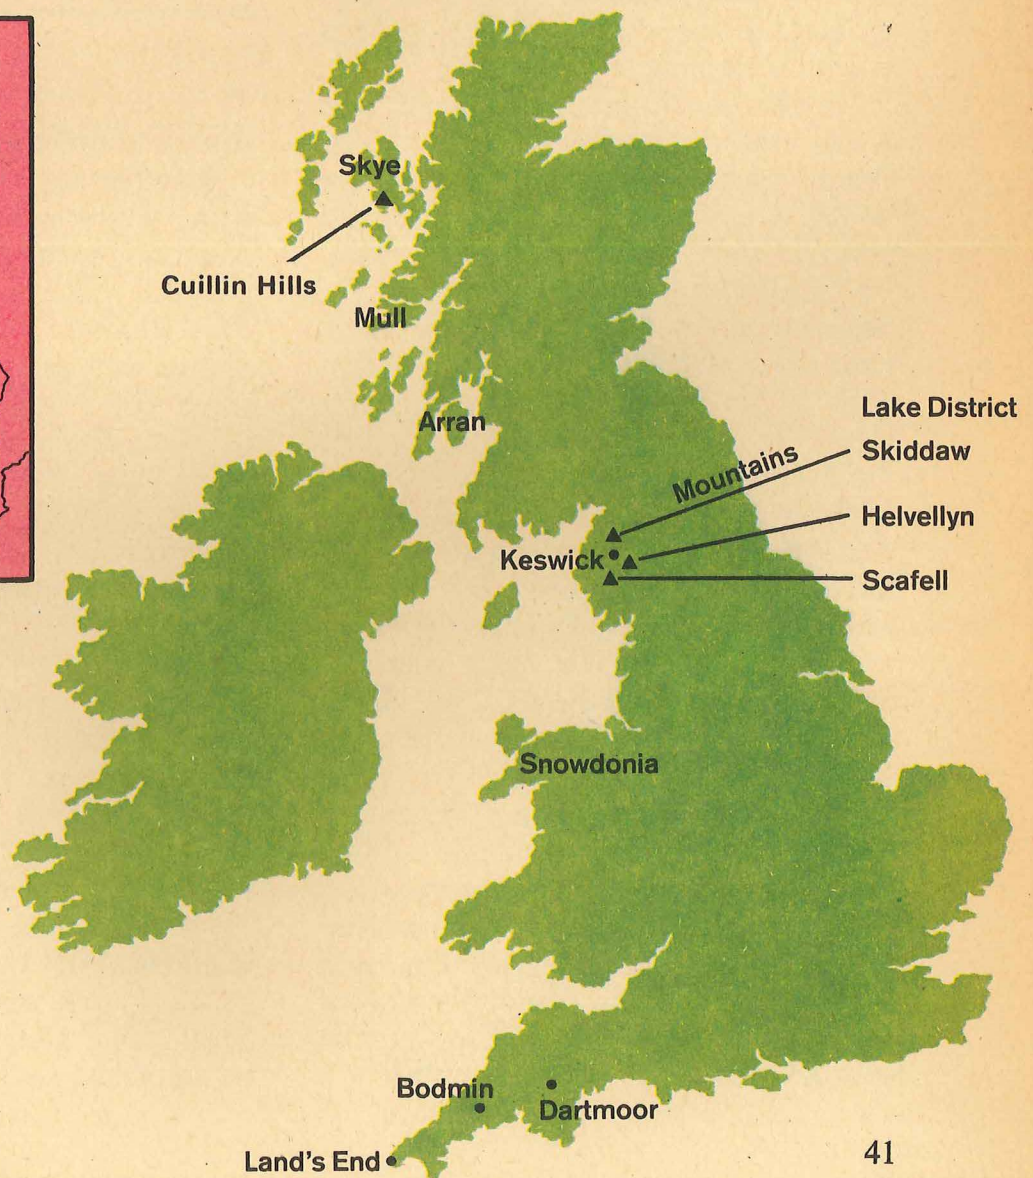 Skye
Cuillin Hills
Mull
Arran
Lake District
Mountains
Skiddaw
Helvellyn
Keswick
Scafell
Snowdonia
Bodmin
Dartmoor
Land's End
41